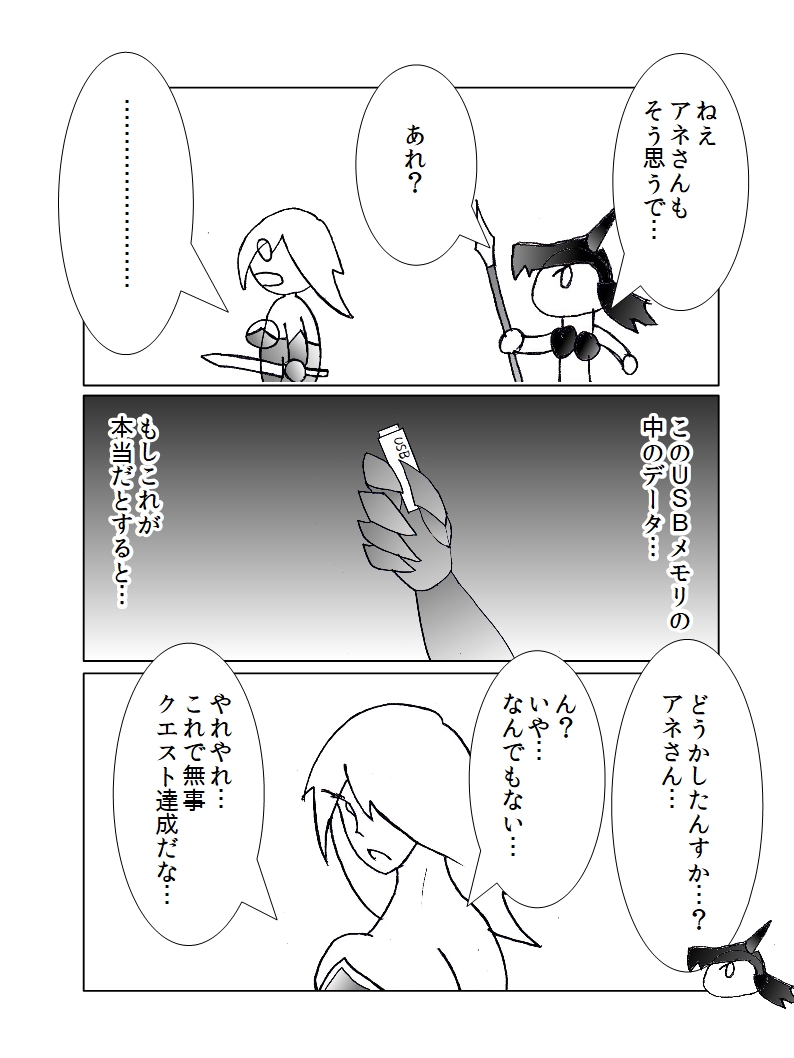 ねえ
アネさんも
そう思うで…
あれ？
……………………
このＵＳＢメモリの
中のデータ…
USB
もしこれが
本当だとすると…
どうかしたんすか…？
アネさん…
ん？
いや…
なんでもない…
やれやれ…
これで無事
クエスト達成だな…